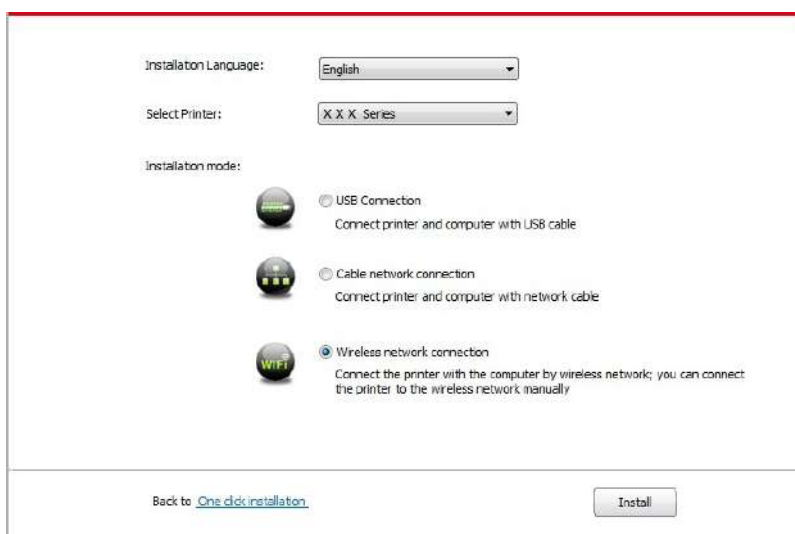 Installation Language:
English
Select Printer:
X X X Series
Installation mode:
USB Connection
Connect printer and computer with USB cable
Cable network connection
Connect printer and computer with network cable
WiFi
Wireless network connection
Connect the printer with the computer by wireless network; you can connect
the printer to the wireless network manually
Back to One click installation
Install